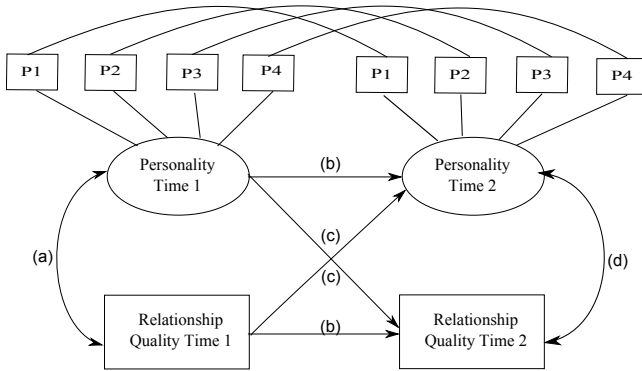 P1 P2 P3 P4 P1 P2 P3 P4
Personality
Time 1
(b)
Personality
Time 2
(a)
(c)
(c)
(d)
Relationship
Quality Time 1
(b)
Relationship
Quality Time 2